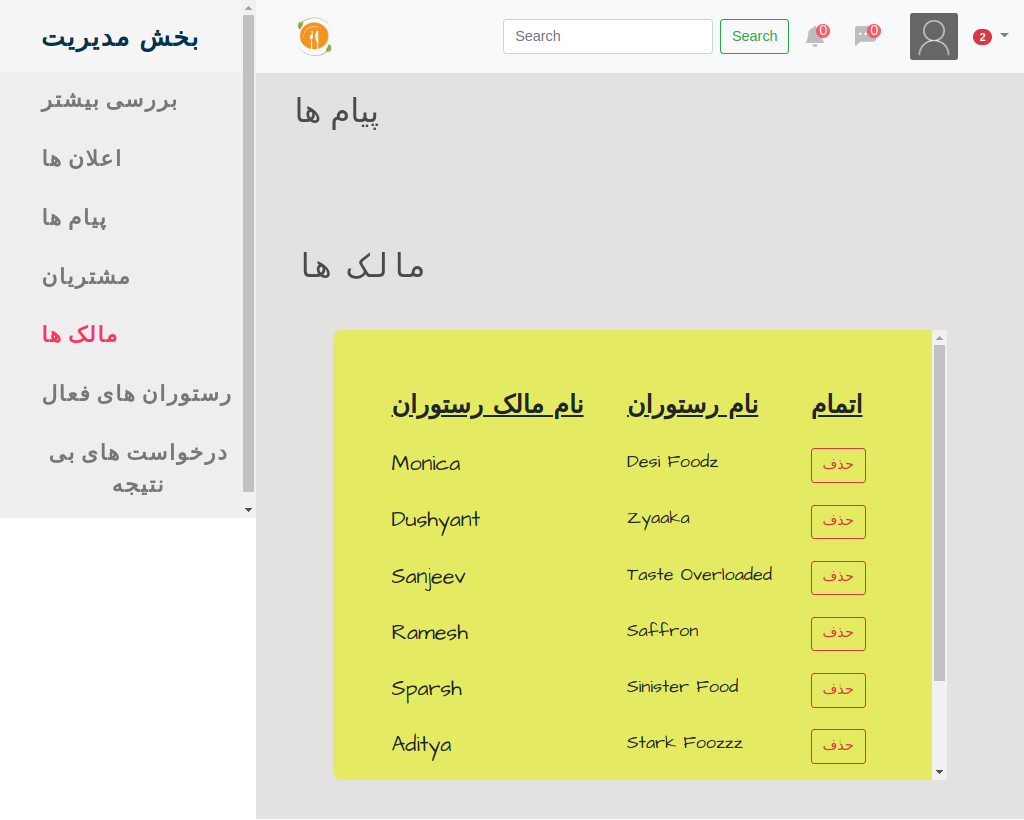 بخش مدیریت
بررسی بیشتر
اعلان ها
پیام ها
مشتریان
مالک ها
رستوران های فعال
درخواست های بی
نتیجه
Search
Search
0
0
2
پیام ها
مالک ها
نام مالک رستوران
نام رستوران
اتمام
Monica
Desi Foodz
حذف
Dushyant
Zyaaka
حذف
Sanjeev
Taste Overloaded
حذف
Ramesh
Saffron
حذف
Sparsh
Sinister Food
حذف
Aditya
Stark Foozzz
حذف